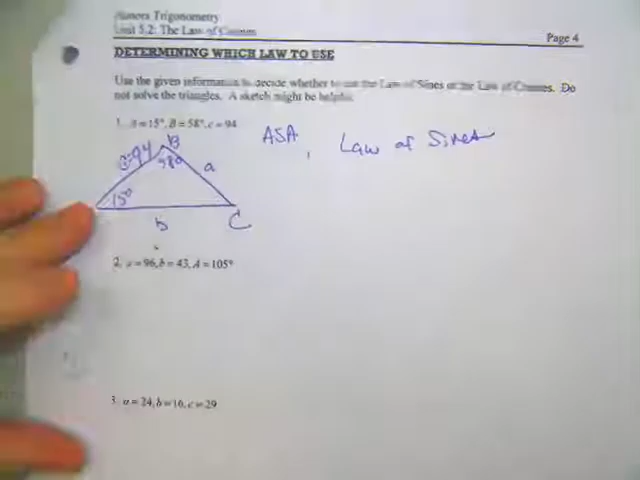 Honors Trigonometry
Unit 5.2: The Law of Cosines
Page 4
DETERMINING WHICH LAW TO USE
Use the given information to decide whether to use the Law of Sines or the Law of Cosines. Do
not solve the triangles. A sketch might be helpful.
1. A = 15°, B = 58°, c = 94
ASA, Law of Sines
B
c=94
58°
a
15°
b
C
2. a = 96, b = 43, A = 105°
3. a = 24, b = 16, c = 29